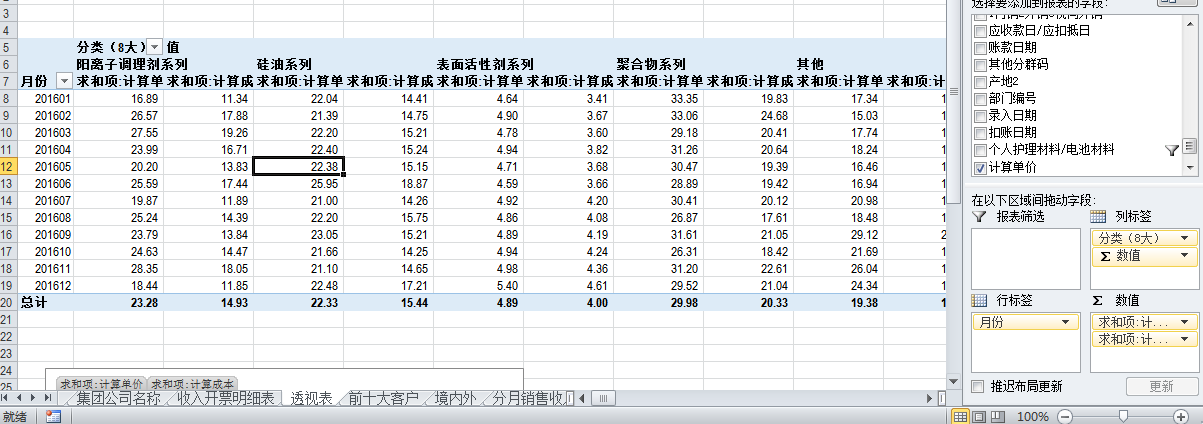 3
4
5 分类（8大） 值
6 阳离子调理剂系列 硅油系列 表面活性剂系列 聚合物系列 其他
7 月份 求和项:计算单 求和项:计算成 求和项:计算单 求和项:计算成 求和项:计算单 求和项:计算成 求和项:计算单 求和项:计算成 求和项:计算单 求和项:计算成
8 201601 16.89 11.34 22.04 14.41 4.64 3.41 33.35 19.83 17.34 1
9 201602 26.57 17.88 21.39 14.75 4.90 3.67 33.06 24.68 15.03 1
10 201603 27.55 19.26 22.20 15.21 4.78 3.60 29.18 20.41 17.74 1
11 201604 23.99 16.71 22.40 15.24 4.94 3.82 31.26 20.64 18.24 1
12 201605 20.20 13.83 22.38 15.15 4.71 3.68 30.47 19.39 16.46 1
13 201606 25.59 17.44 25.95 18.87 4.59 3.66 28.89 19.42 16.94 1
14 201607 19.87 11.89 21.00 14.26 4.92 4.20 30.41 20.12 20.98 1
15 201608 25.24 14.39 22.20 15.75 4.86 4.08 26.87 17.61 18.48 1
16 201609 23.79 13.84 23.05 15.21 4.89 4.19 31.61 21.05 29.12 2
17 201610 24.63 14.47 21.66 14.25 4.94 4.24 26.31 18.42 21.69 1
18 201611 28.35 18.05 21.10 14.65 4.98 4.36 31.20 22.61 26.04 1
19 201612 18.44 11.85 22.48 17.21 5.40 4.61 29.52 21.04 24.34 1
20 总计 23.28 14.93 22.33 15.44 4.89 4.00 29.98 20.33 19.38 1
21
22
23
24
25 求和项:计算单价 求和项:计算成本
集团公司名称 收入开票明细表 透视表 前十大客户 境内外 分月销售收
就绪
100%
选择要添加到报表的字段:
应收款日/应扣抵日
账款日期
其他分群码
产地2
部门编号
录入日期
扣账日期
个人护理材料/电池材料
计算单价
在以下区域间拖动字段:
报表筛选 列标签
分类（8大）
Σ 数值
行标签 Σ 数值
月份 求和项:计...
求和项:计...
推迟布局更新 更新